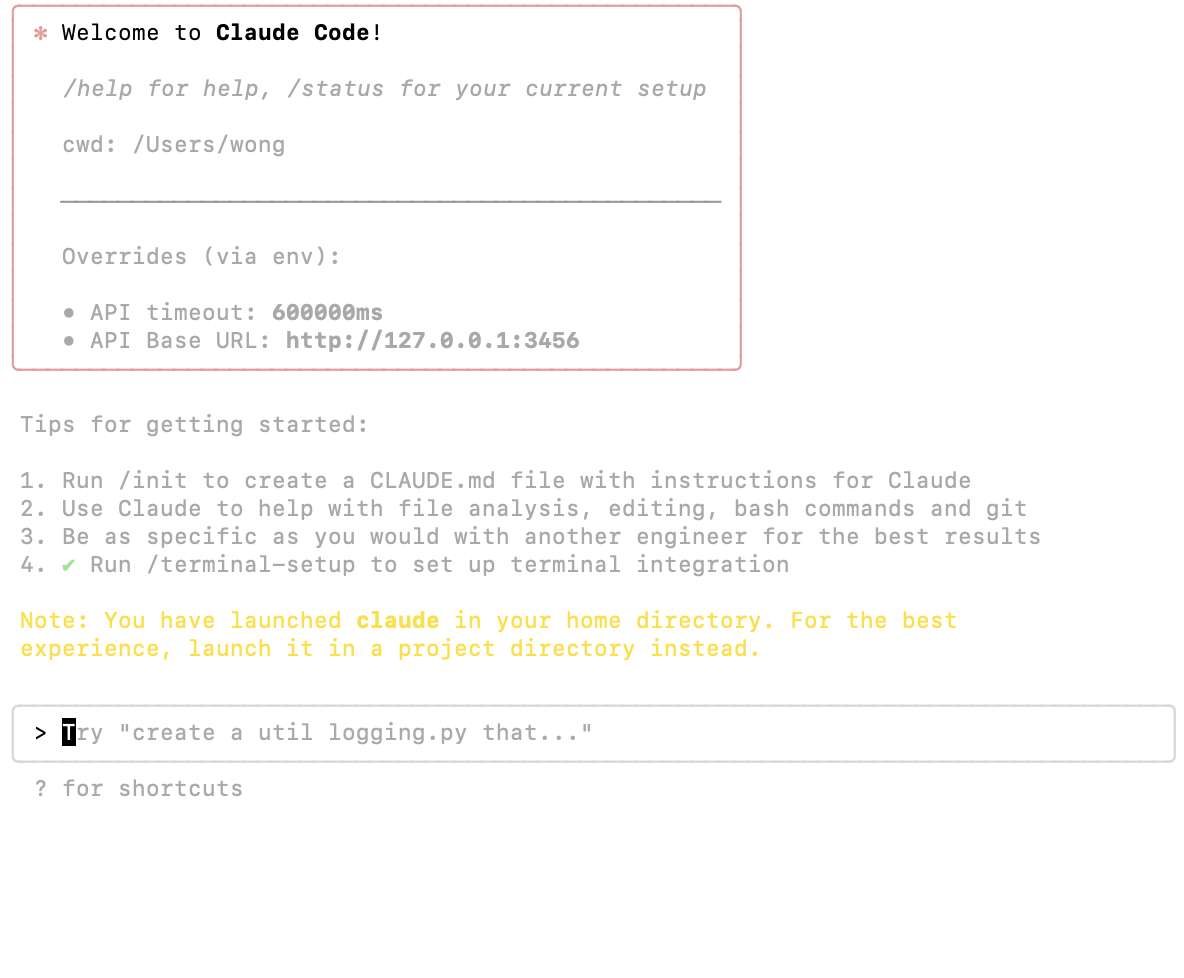 * Welcome to Claude Code!
/help for help, /status for your current setup
cwd: /Users/wong
Overrides (via env):
• API timeout: 600000ms
• API Base URL: http://127.0.0.1:3456
Tips for getting started:
1. Run /init to create a CLAUDE.md file with instructions for Claude
2. Use Claude to help with file analysis, editing, bash commands and git
3. Be as specific as you would with another engineer for the best results
4. ✔ Run /terminal-setup to set up terminal integration
Note: You have launched claude in your home directory. For the best
experience, launch it in a project directory instead.
> Try "create a util logging.py that..."
? for shortcuts